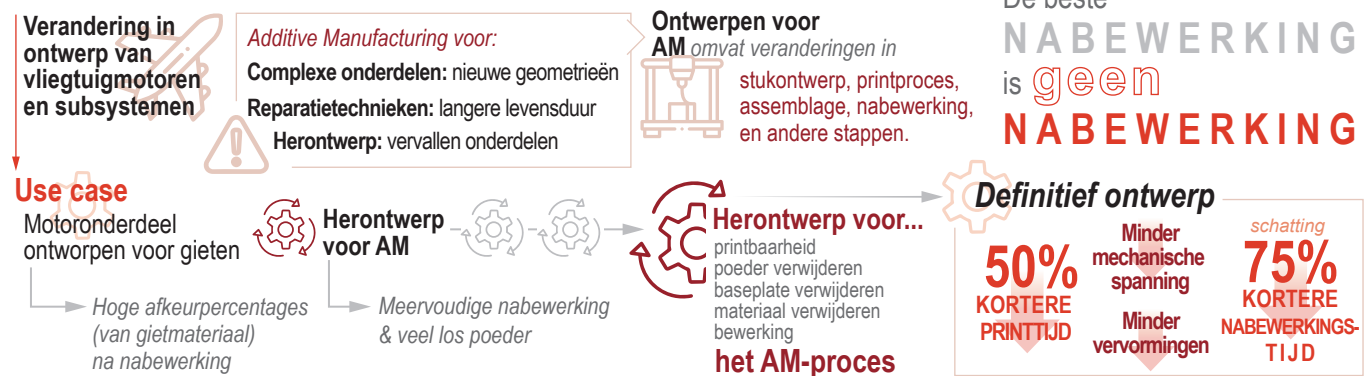 Verandering in
ontwerp van
vliegtuigmotoren
en subsystemen
Additive Manufacturing voor:
Complexe onderdelen: nieuwe geometrieën
Reparatietechnieken: langere levensduur
Herontwerp: vervallen onderdelen
Ontwerpen voor
AM omvat veranderingen in
stukontwerp, printproces,
assemblage, nabewerking,
en andere stappen.
De beste
NABEWERKING
is geen
NABEWERKING
Use case
Motoronderdeel
ontworpen voor gieten
Hoge afkeurpercentages
(van gietmateriaal)
na nabewerking
Herontwerp
voor AM
Meervoudige nabewerking
& veel los poeder
Herontwerp voor...
printbaarheid
poeder verwijderen
baseplate verwijderen
materiaal verwijderen
bewerking
het AM-proces
Definitief ontwerp
50%
KORTERE
PRINTTIJD
Minder
mechanische
spanning
Minder
vervormingen
schatting
75%
KORTERE
NABEWERKINGS-
TIJD